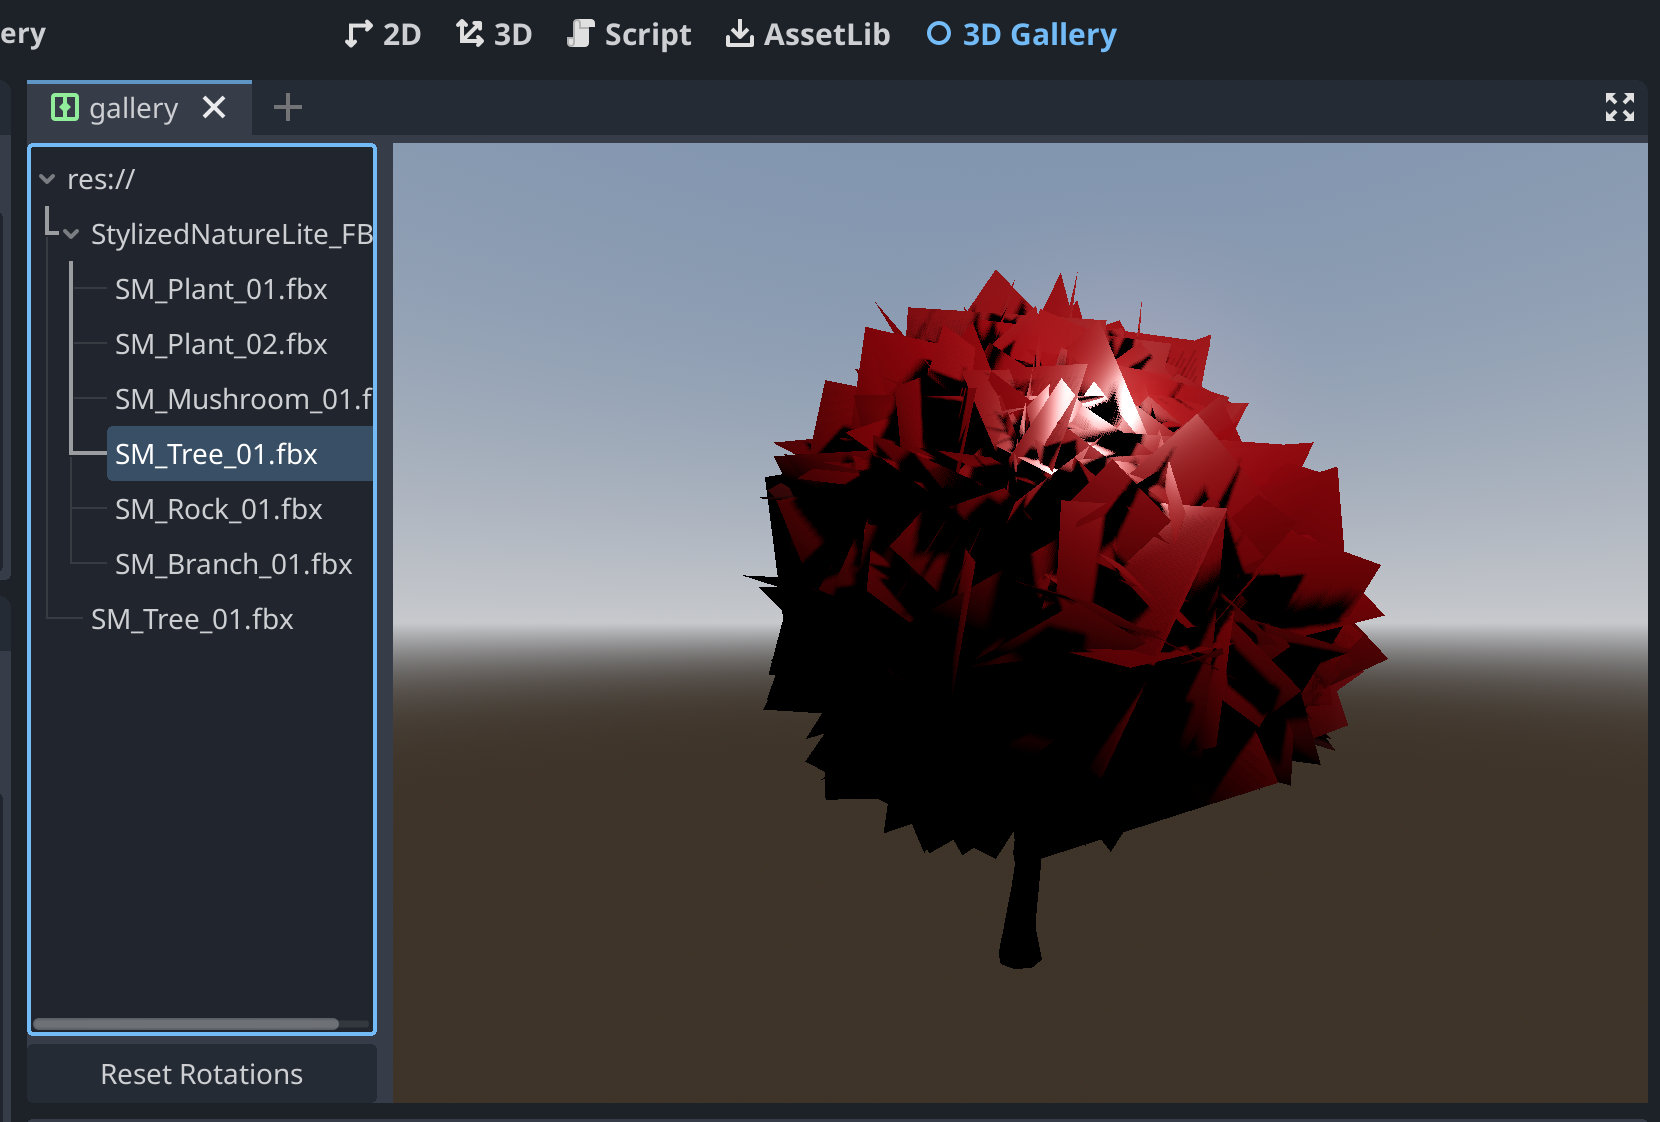 ery
2D
3D
Script
AssetLib
3D Gallery
gallery
res://
StylizedNatureLite_FB
SM_Plant_01.fbx
SM_Plant_02.fbx
SM_Mushroom_01.f
SM_Tree_01.fbx
SM_Rock_01.fbx
SM_Branch_01.fbx
SM_Tree_01.fbx
Reset Rotations